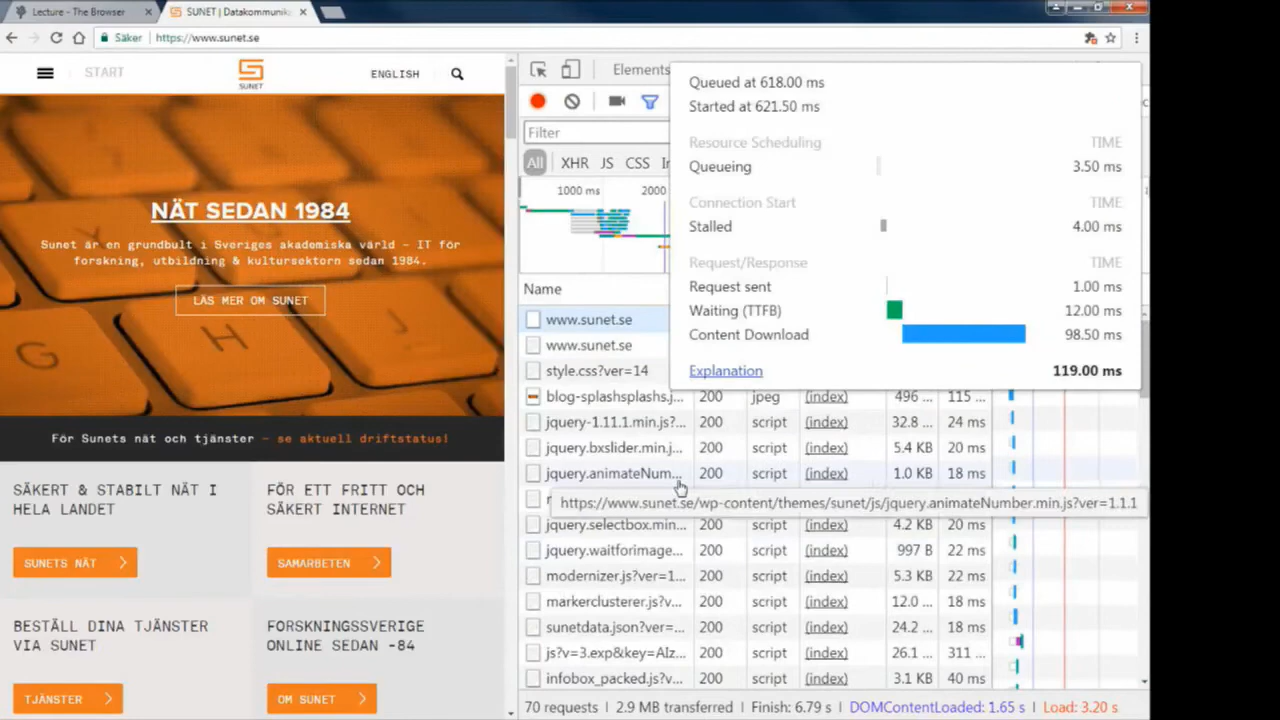 Lecture - The Browser
SUNET | Datakommunik
Säker
https://www.sunet.se
START
SUNET
ENGLISH
NÄT SEDAN 1984
Sunet är en grundbult i Sveriges akademiska värld – IT för
forskning, utbildning & kultursektorn sedan 1984.
LÄS MER OM SUNET
G
H
För Sunets nät och tjänster – se aktuell driftstatus!
SÄKERT & STABILT NÄT I
HELA LANDET
SUNETS NÄT
FÖR ETT FRITT OCH
SÄKERT INTERNET
SAMARBETEN
BESTÄLL DINA TJÄNSTER
VIA SUNET
TJÄNSTER
FORSKNINGSSVERIGE
ONLINE SEDAN -84
OM SUNET
Elements
Filter
All XHR JS CSS
1000 ms 2000
Queued at 618.00 ms
Started at 621.50 ms
Resource Scheduling TIME
Queueing 3.50 ms
Connection Start TIME
Stalled 4.00 ms
Request/Response TIME
Request sent 1.00 ms
Waiting (TTFB) 12.00 ms
Content Download 98.50 ms
Explanation 119.00 ms
Name
www.sunet.se
www.sunet.se
style.css?ver=14
blog-splashsplashs.j... 200 jpeg (index) 496 ... 115 ...
jquery-1.11.1.min.js?... 200 script (index) 32.8 ... 24 ms
jquery.bxslider.min.j... 200 script (index) 5.4 KB 20 ms
jquery.animateNum... 200 script (index) 1.0 KB 18 ms
https://www.sunet.se/wp-content/themes/sunet/js/jquery.animateNumber.min.js?ver=1.1.1
jquery.selectbox.min... 200 script (index) 4.2 KB 20 ms
jquery.waitforimage... 200 script (index) 997 B 22 ms
modernizer.js?ver=1... 200 script (index) 5.3 KB 22 ms
markerclusterer.js?v... 200 script (index) 12.0 ... 18 ms
sunetdata.json?ver=... 200 script (index) 24.2 ... 18 ms
js?v=3.exp&key=AIz... 200 script (index) 26.1 ... 311 ...
infobox_packed.js?v... 200 script (index) 3.1 KB 40 ms
70 requests | 2.9 MB transferred | Finish: 6.79 s | DOMContentLoaded: 1.65 s | Load: 3.20 s